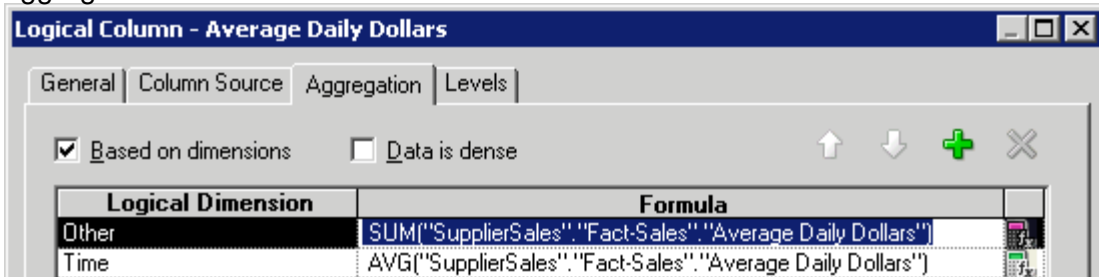 Logical Column - Average Daily Dollars
General Column Source Aggregation Levels
Based on dimensions Data is dense
Logical Dimension Formula
Other SUM("SupplierSales"."Fact-Sales"."Average Daily Dollars")
Time AVG("SupplierSales"."Fact-Sales"."Average Daily Dollars")